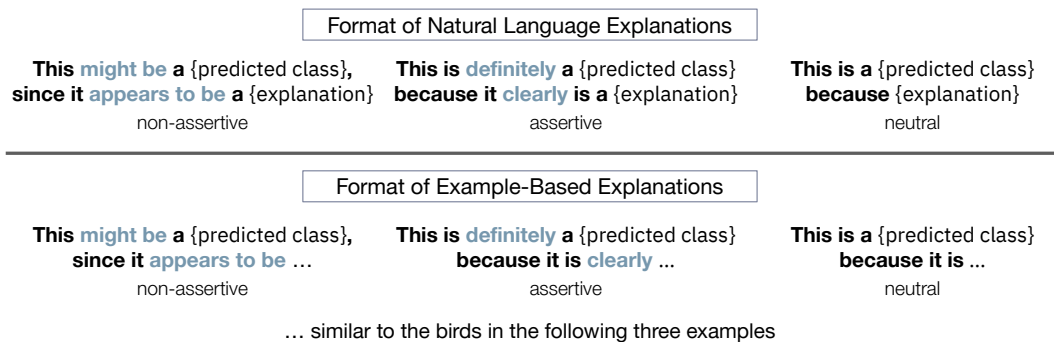 Format of Natural Language Explanations
This might be a {predicted class},
since it appears to be a {explanation}
non-assertive
This is definitely a {predicted class}
because it clearly is a {explanation}
assertive
This is a {predicted class}
because {explanation}
neutral
Format of Example-Based Explanations
This might be a {predicted class},
since it appears to be …
non-assertive
This is definitely a {predicted class}
because it is clearly ...
assertive
This is a {predicted class}
because it is ...
neutral
… similar to the birds in the following three examples